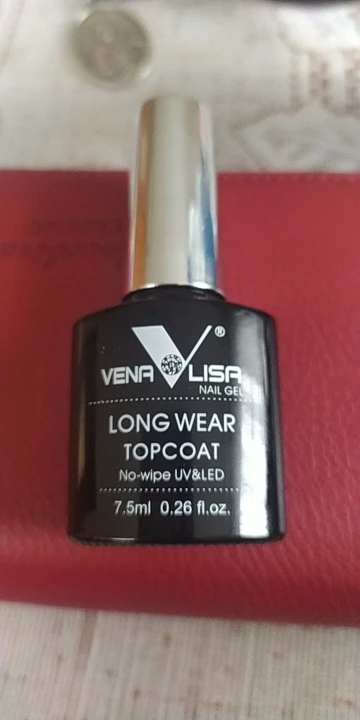 VENA LISA®
NAIL GEL
LONG WEAR
TOPCOAT
No-wipe UV&LED
7.5ml 0.26 fl.oz.